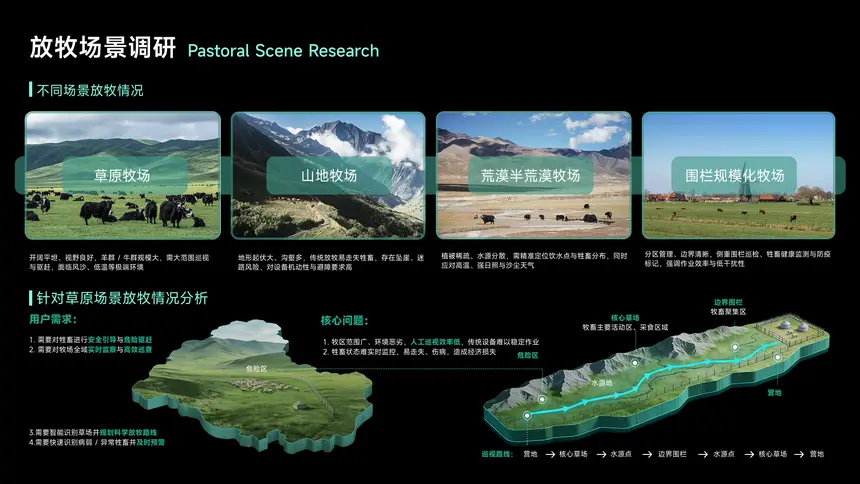 放牧场景调研 Pastoral Scene Research
不同场景放牧情况
草原牧场
山地牧场
荒漠半荒漠牧场
围栏规模化牧场
开阔平坦、视野良好，羊群 / 牛群规模大、需大范围巡视
与驱赶，面临风沙、低温等极端环境
地形起伏大、沟壑多，传统放牧易走失牲畜，存在坠崖、迷
路风险，对设备机动性与避障要求高
植被稀疏、水源分散，需精准定位饮水点与牲畜分布，同时
应对高温、强日照与沙尘天气
分区管理、边界清晰，侧重围栏巡检、牲畜健康监测与防疫
标记，强调作业效率与低干扰性
针对草原场景放牧情况分析
用户需求：
1. 需要对牲畜进行安全引导与危险驱赶
2. 需要对牧场全域实时监察与高效巡查
3.需要智能识别草场并规划科学放牧路线
4.需要快速识别病弱 / 异常牲畜并及时预警
危险区
核心问题：
1. 牧区范围广、环境恶劣，人工巡视效率低，传统设备难以稳定作业
2. 牲畜状态难实时监控，易走失、伤病，造成经济损失
危险区
核心草场
牧畜主要活动区、采食区域
边界围栏
牧畜聚集区
水源地
营地
巡视路线： 营地 → 核心草场 → 水源点 → 边界围栏 → 水源点 → 核心草场 → 营地